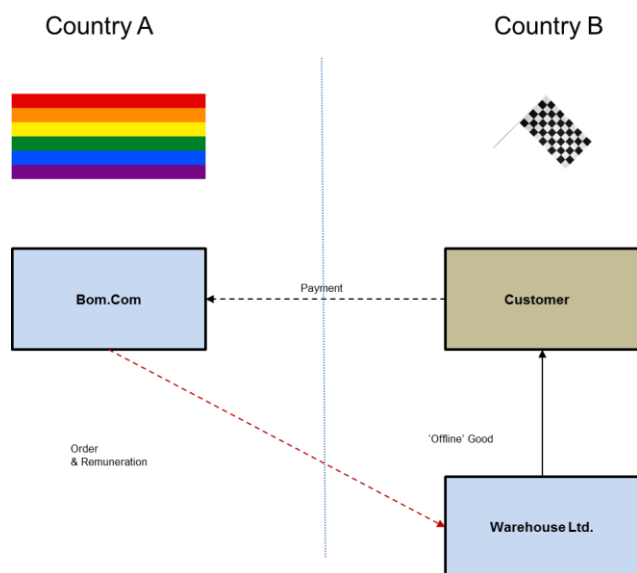 Country A
Country B
Payment
Bom.Com
Customer
Order
& Remuneration
'Offline' Good
Warehouse Ltd.